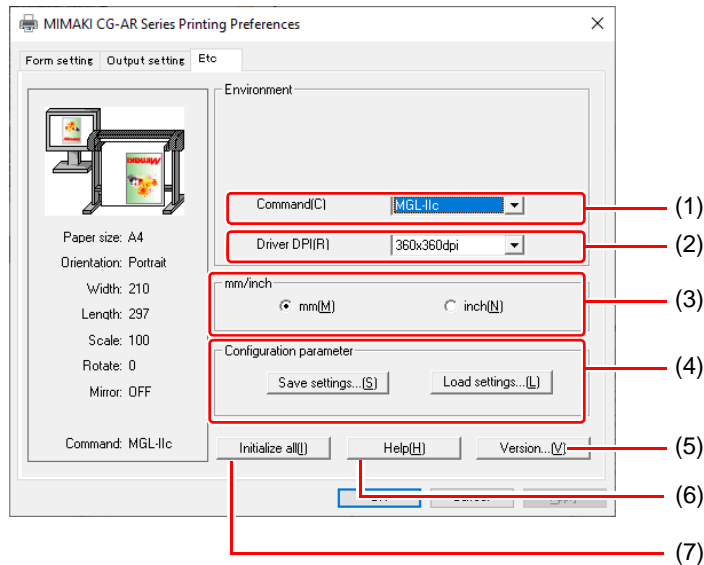 MIMAKI CG-AR Series Printing Preferences
Form setting Output setting Etc
Environment
Command(C) MGL-IIc (1)
Driver DPI(R) 360x360dpi (2)
Paper size: A4
Orientation: Portrait
Width: 210
Length: 297
Scale: 100
Rotate: 0
Mirror: OFF
Command: MGL-IIc
mm/inch
mm(M) inch(N) (3)
Configuration parameter
Save settings...(S) Load settings...(L) (4)
Initialize all(I) Help(H) Version...(V) (5)
(6)
(7)